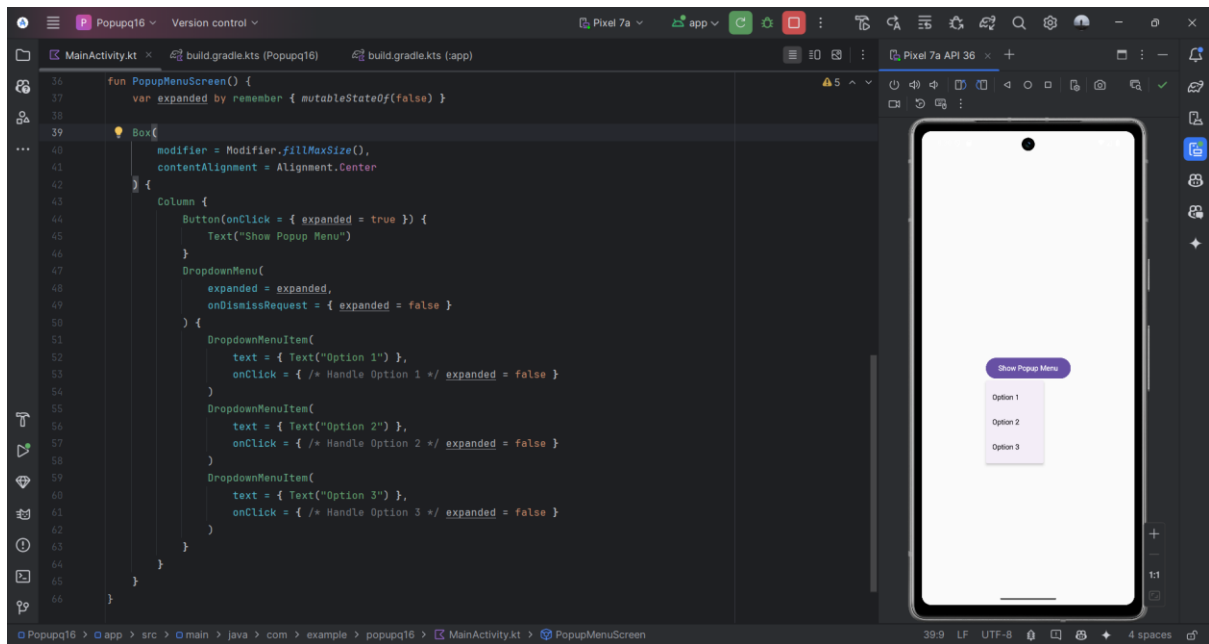 P Popupq16 Version control Pixel 7a app
MainActivity.kt build.gradle.kts (Popupq16) build.gradle.kts (:app) Pixel 7a API 36
5
36 fun PopupMenuScreen() {
37 var expanded by remember { mutableStateOf(false) }
38
39 Box(
40 modifier = Modifier.fillMaxSize(),
41 contentAlignment = Alignment.Center
42 ) {
43 Column {
44 Button(onClick = { expanded = true }) {
45 Text("Show Popup Menu")
46 }
47 DropdownMenu(
48 expanded = expanded,
49 onDismissRequest = { expanded = false }
50 ) {
51 DropdownMenuItem(
52 text = { Text("Option 1") },
53 onClick = { /* Handle Option 1 */ expanded = false }
54 )
55 DropdownMenuItem(
56 text = { Text("Option 2") },
57 onClick = { /* Handle Option 2 */ expanded = false }
58 )
59 DropdownMenuItem(
60 text = { Text("Option 3") },
61 onClick = { /* Handle Option 3 */ expanded = false }
62 )
63 }
64 }
65 }
66 }
Show Popup Menu
Option 1
Option 2
Option 3
1:1
Popupq16 > app > src > main > java > com > example > popupq16 > MainActivity.kt > PopupMenuScreen
39:9 LF UTF-8 4 spaces